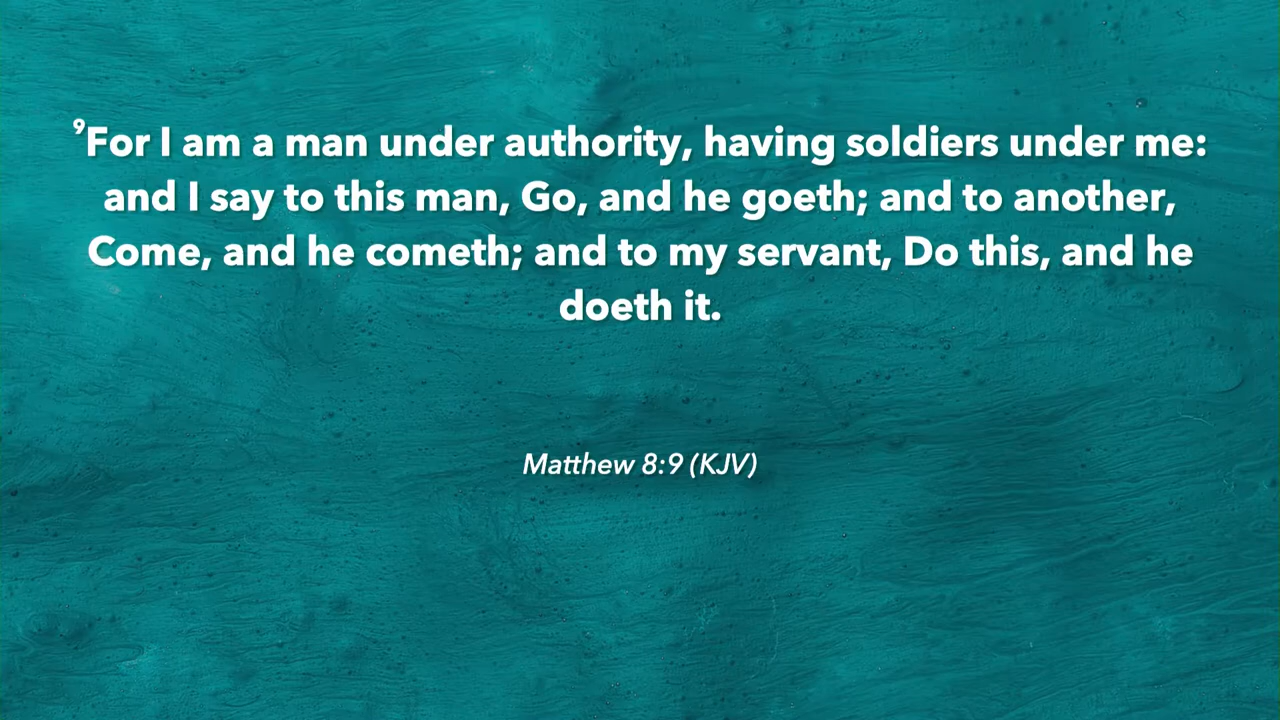 ⁹For I am a man under authority, having soldiers under me:
and I say to this man, Go, and he goeth; and to another,
Come, and he cometh; and to my servant, Do this, and he
doeth it.
Matthew 8:9 (KJV)